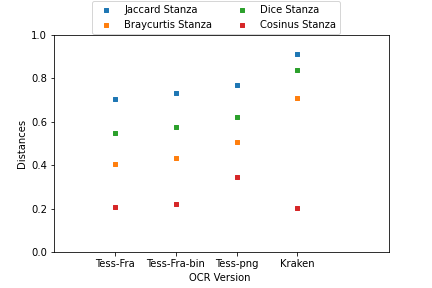 Jaccard Stanza Dice Stanza
Braycurtis Stanza Cosinus Stanza
1.0
0.8
0.6
0.4
0.2
0.0
Distances
Tess-Fra Tess-Fra-bin Tess-png Kraken
OCR Version